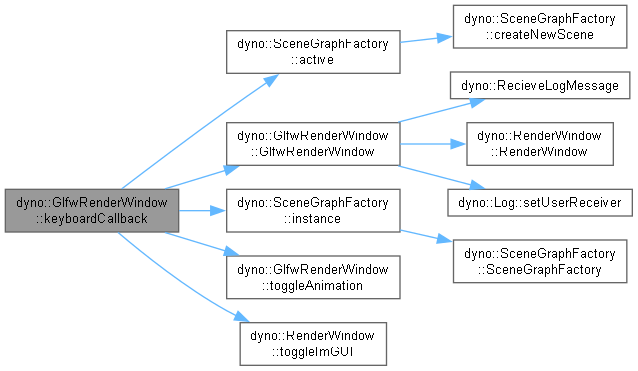 dyno::SceneGraphFactory
::createNewScene
dyno::SceneGraphFactory
::active
dyno::RecieveLogMessage
dyno::GlfwRenderWindow
::GlfwRenderWindow
dyno::RenderWindow
::RenderWindow
dyno::GlfwRenderWindow
::keyboardCallback
dyno::SceneGraphFactory
::instance
dyno::Log::setUserReceiver
dyno::SceneGraphFactory
::SceneGraphFactory
dyno::GlfwRenderWindow
::toggleAnimation
dyno::RenderWindow
::toggleImGUI